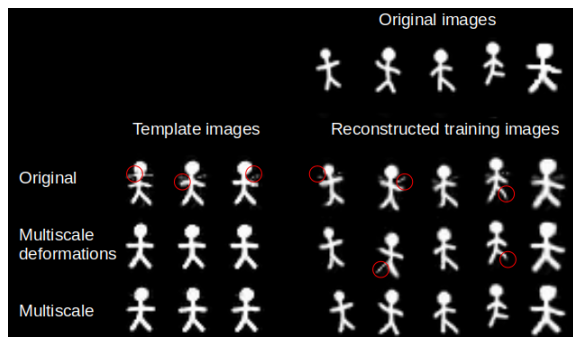 Original images
Template images
Reconstructed training images
Original
Multiscale
deformations
Multiscale